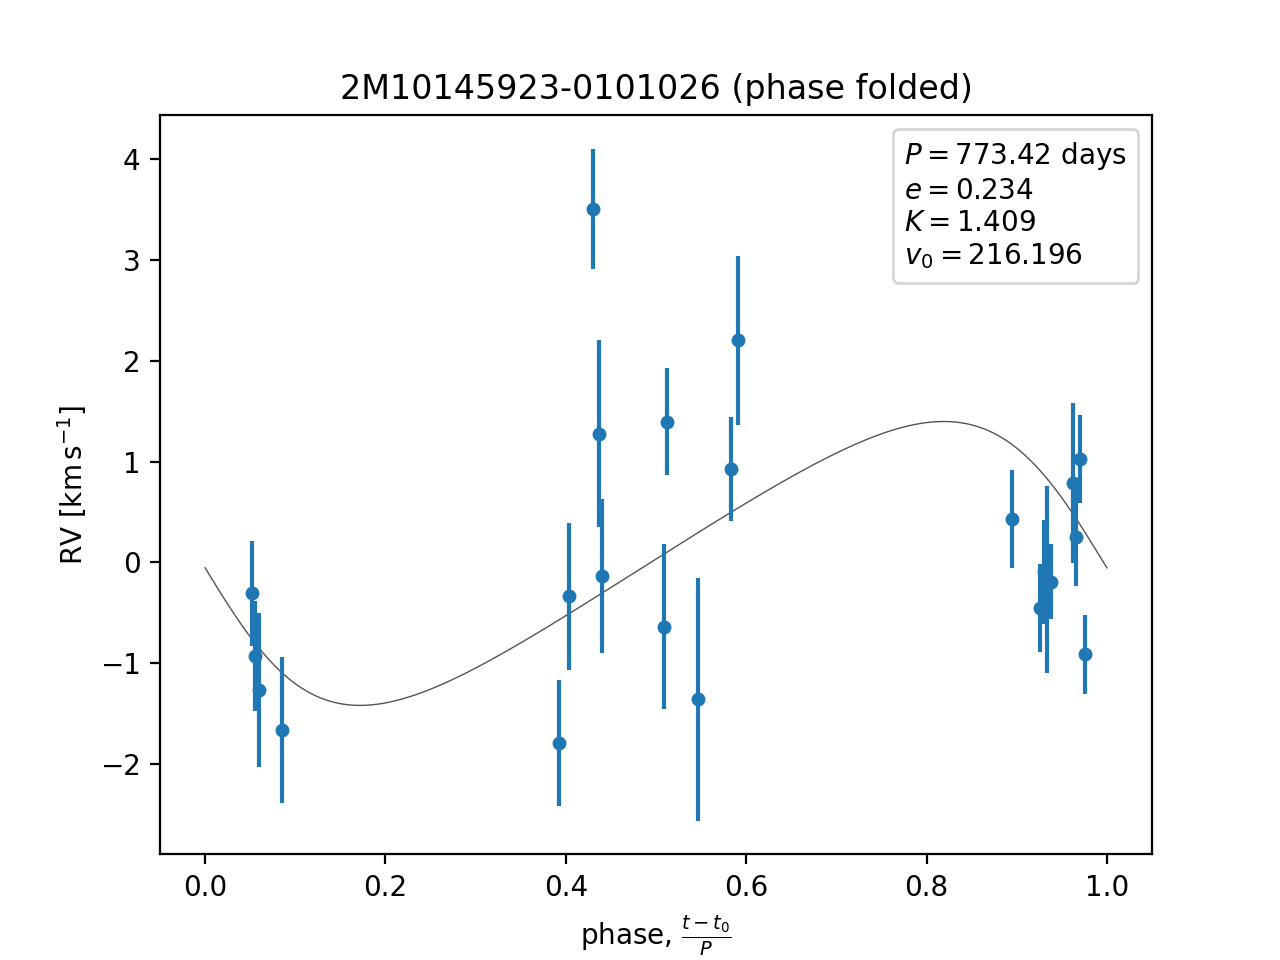 2M10145923-0101026 (phase folded)
P = 773.42 days
e = 0.234
K = 1.409
v₀ = 216.196
4
3
2
1
0
−1
−2
RV [km s⁻¹]
0.0 0.2 0.4 0.6 0.8 1.0
phase, (t − t₀)/P